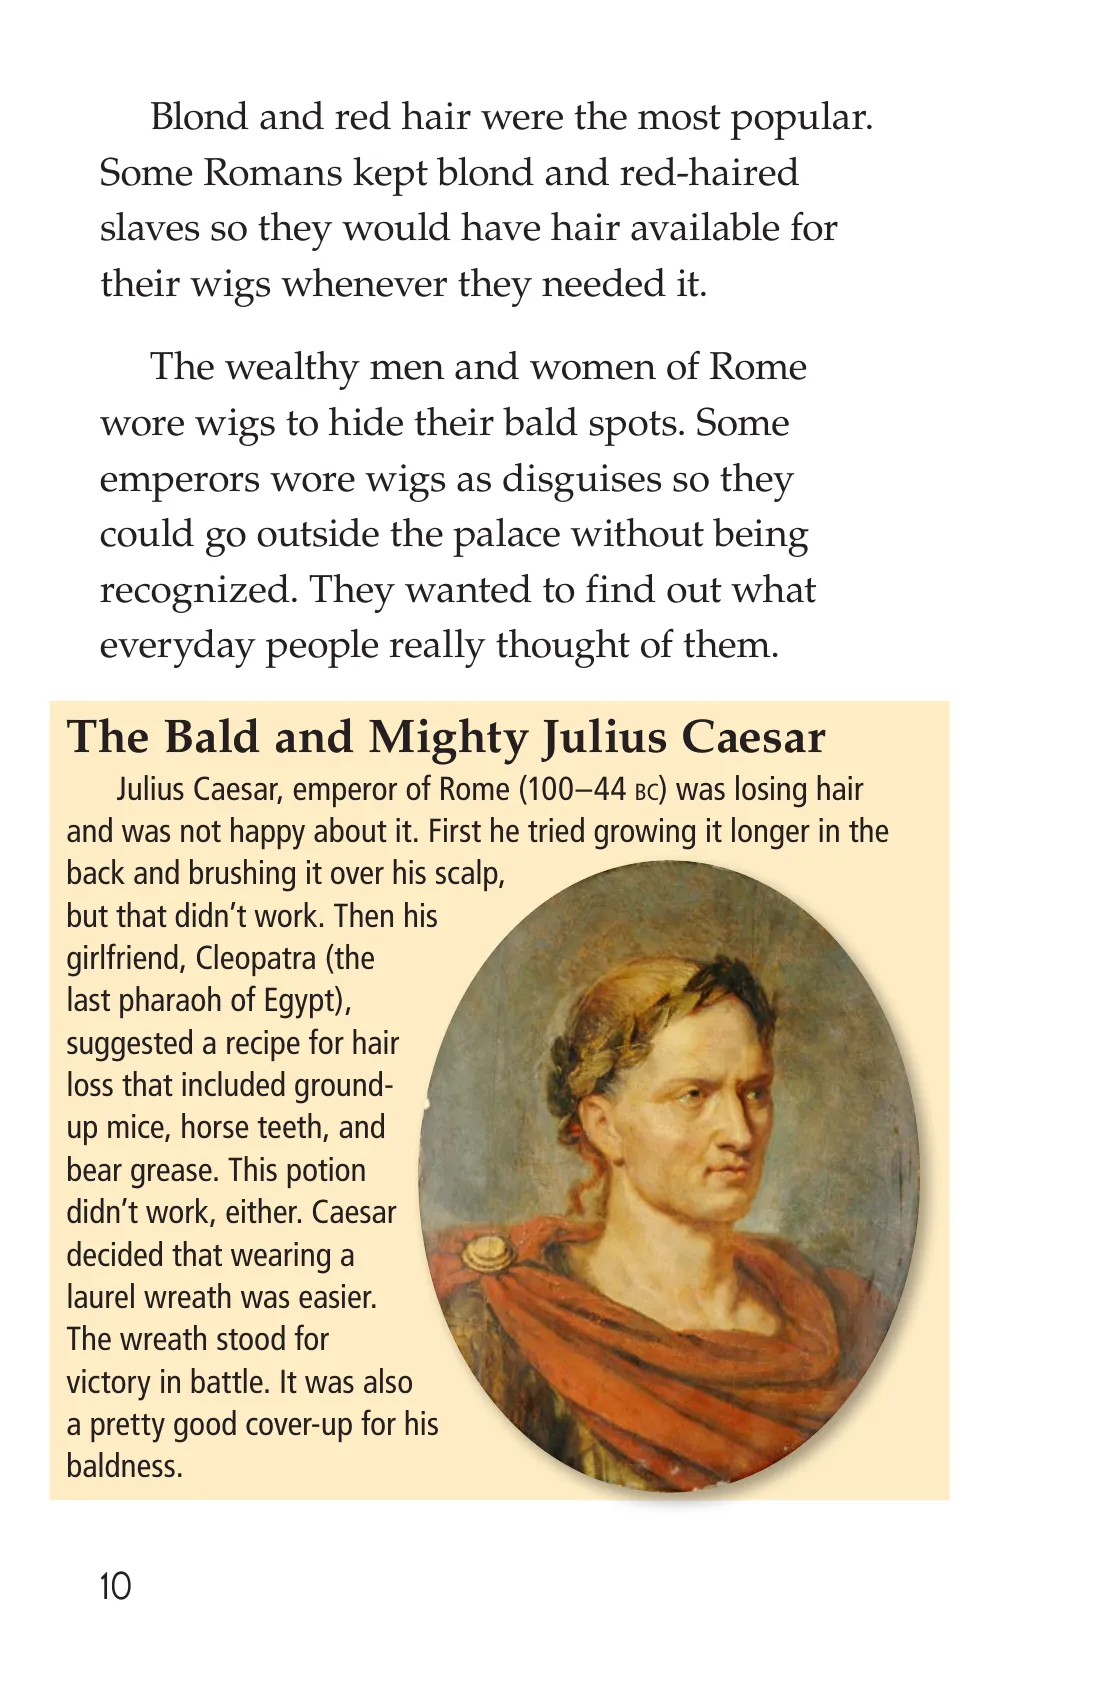 Blond and red hair were the most popular.
Some Romans kept blond and red-haired
slaves so they would have hair available for
their wigs whenever they needed it.
The wealthy men and women of Rome
wore wigs to hide their bald spots. Some
emperors wore wigs as disguises so they
could go outside the palace without being
recognized. They wanted to find out what
everyday people really thought of them.
The Bald and Mighty Julius Caesar
Julius Caesar, emperor of Rome (100–44 BC) was losing hair
and was not happy about it. First he tried growing it longer in the
back and brushing it over his scalp,
but that didn’t work. Then his
girlfriend, Cleopatra (the
last pharaoh of Egypt),
suggested a recipe for hair
loss that included ground-
up mice, horse teeth, and
bear grease. This potion
didn’t work, either. Caesar
decided that wearing a
laurel wreath was easier.
The wreath stood for
victory in battle. It was also
a pretty good cover-up for his
baldness.
10